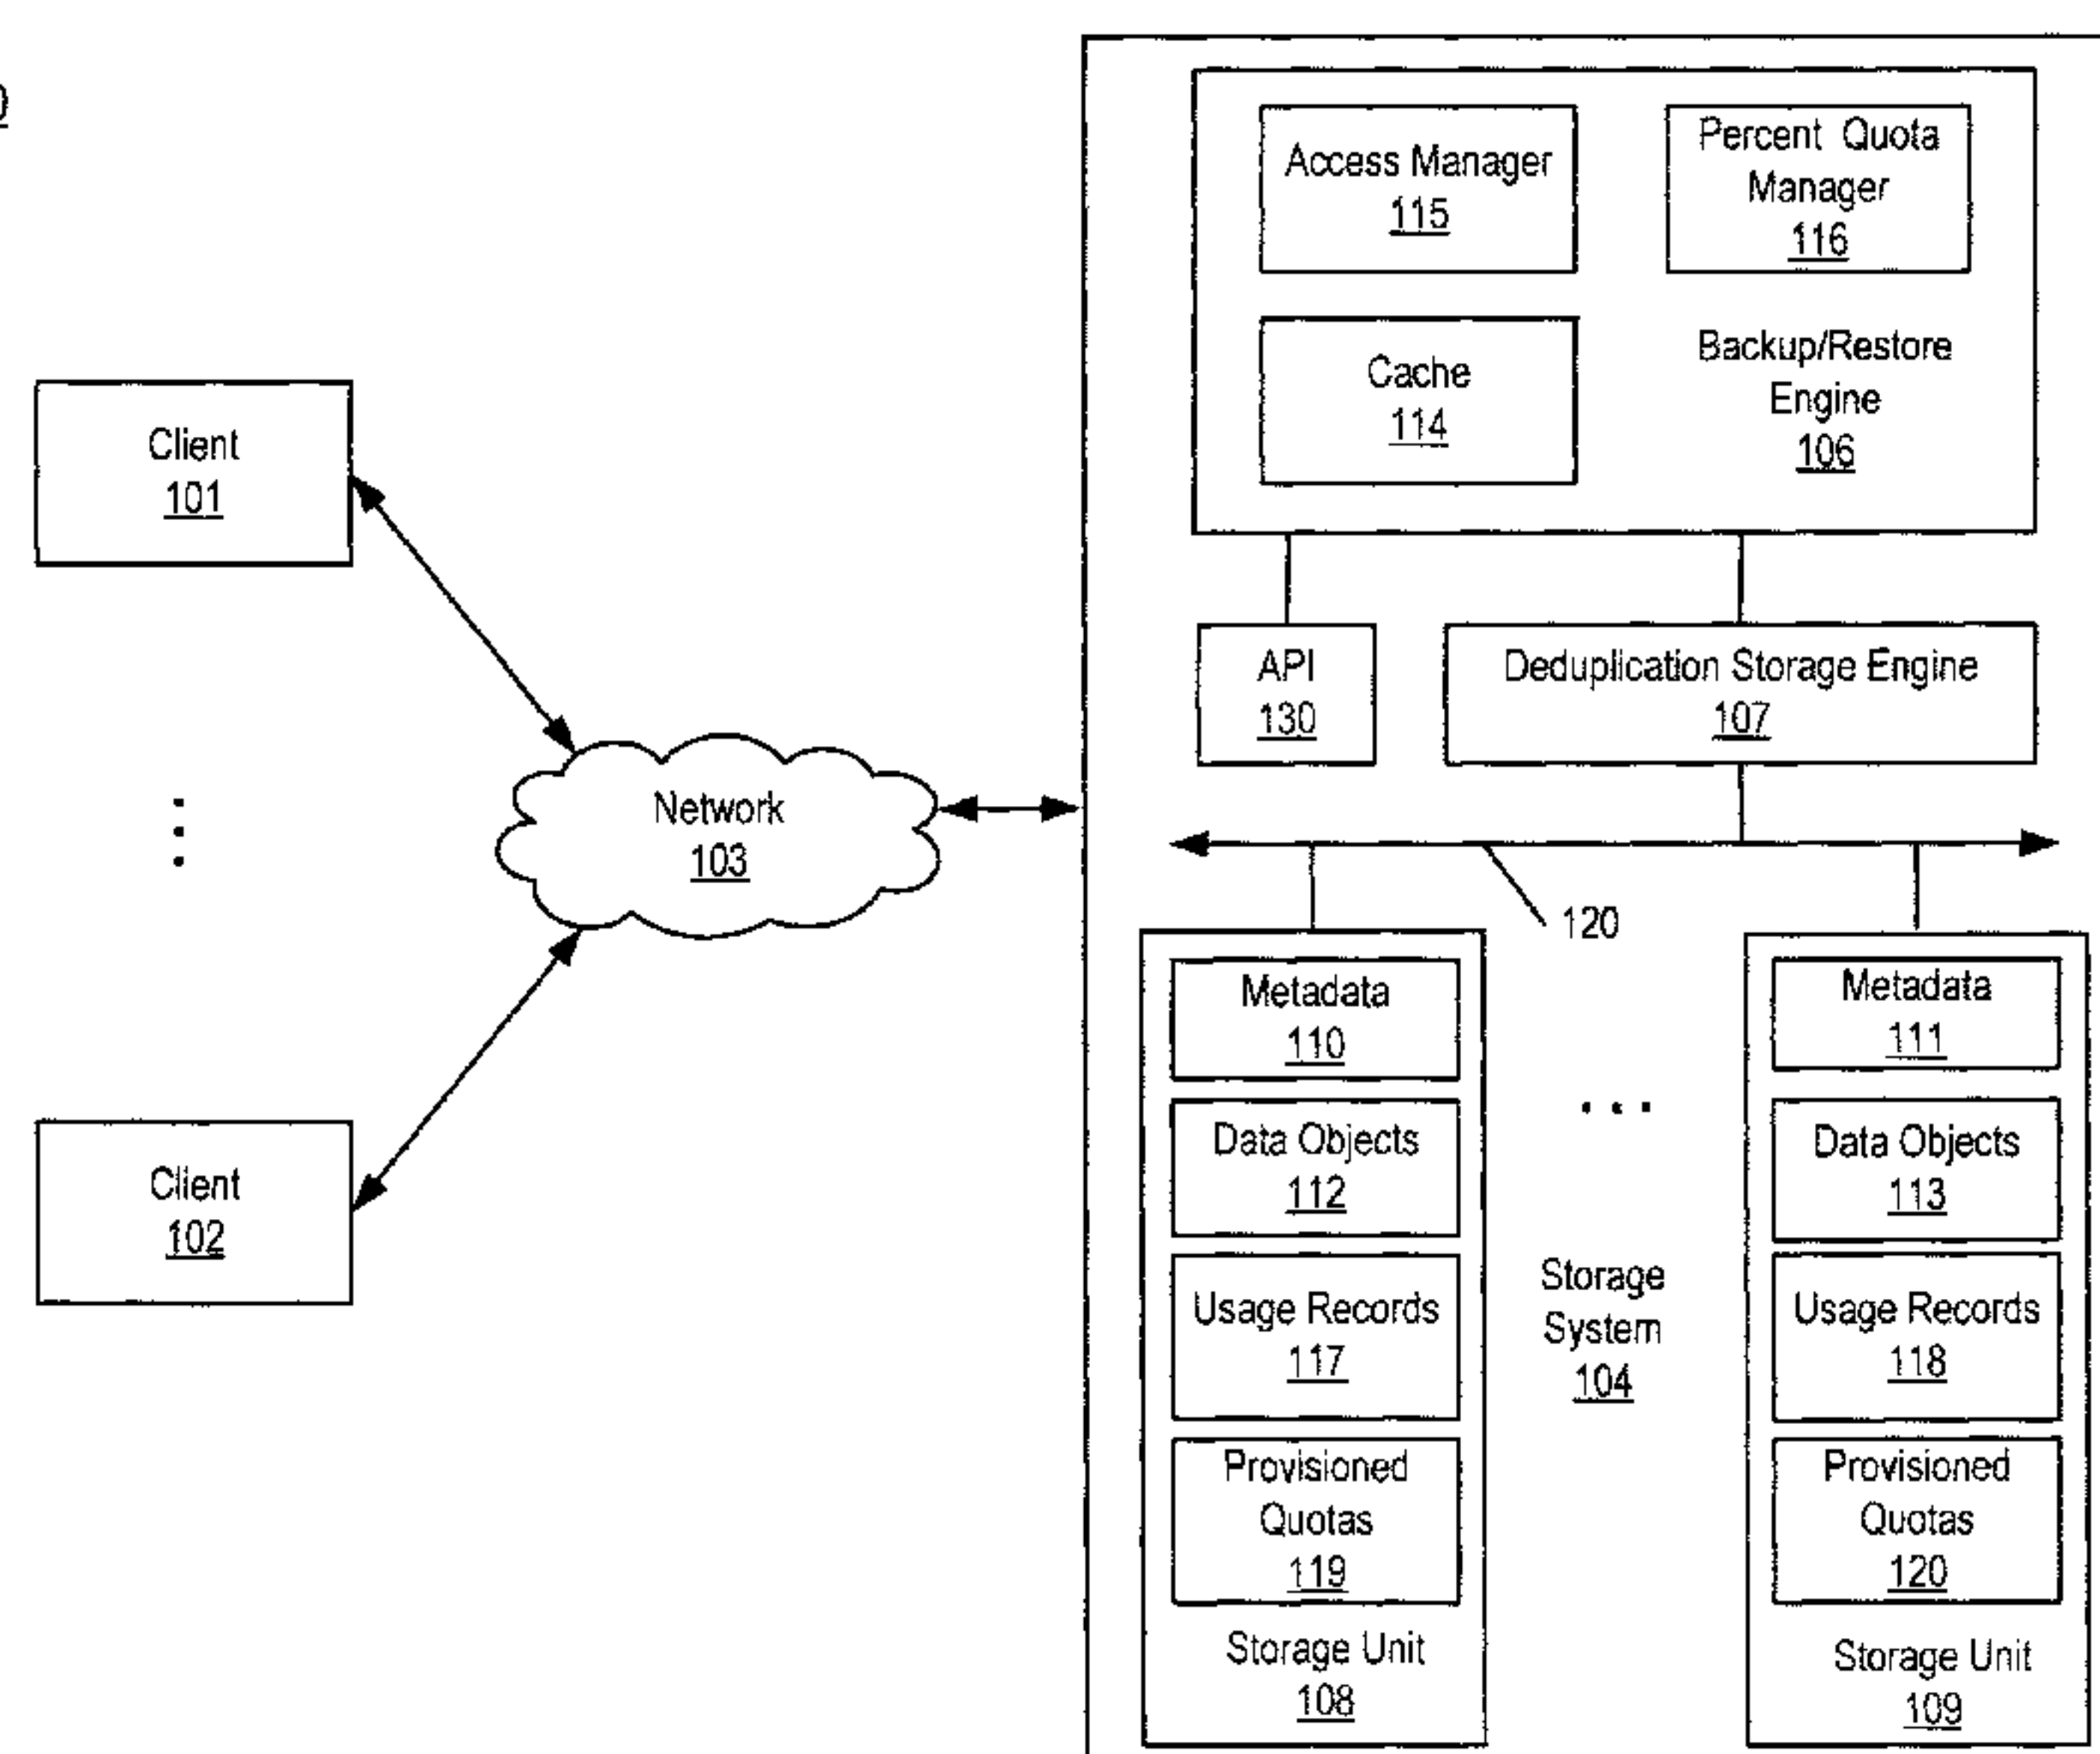 Access Manager
115
Percent Quota
Manager
116
Cache
114
Backup/Restore
Engine
106
Client
101
API
130
Deduplication Storage Engine
107
Network
103
120
Client
102
Metadata
110
Data Objects
112
Usage Records
117
Provisioned
Quotas
119
Storage Unit
108
Storage
System
104
Metadata
111
Data Objects
113
Usage Records
118
Provisioned
Quotas
120
Storage Unit
109